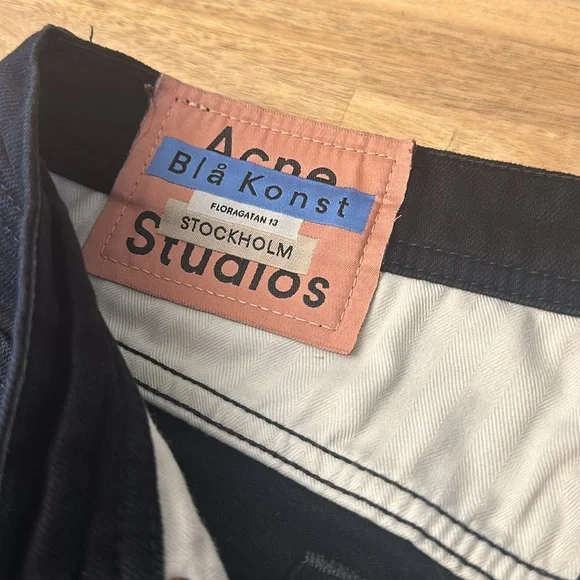 Acne
Blå Konst
FLORAGATAN 13
STOCKHOLM
Studios